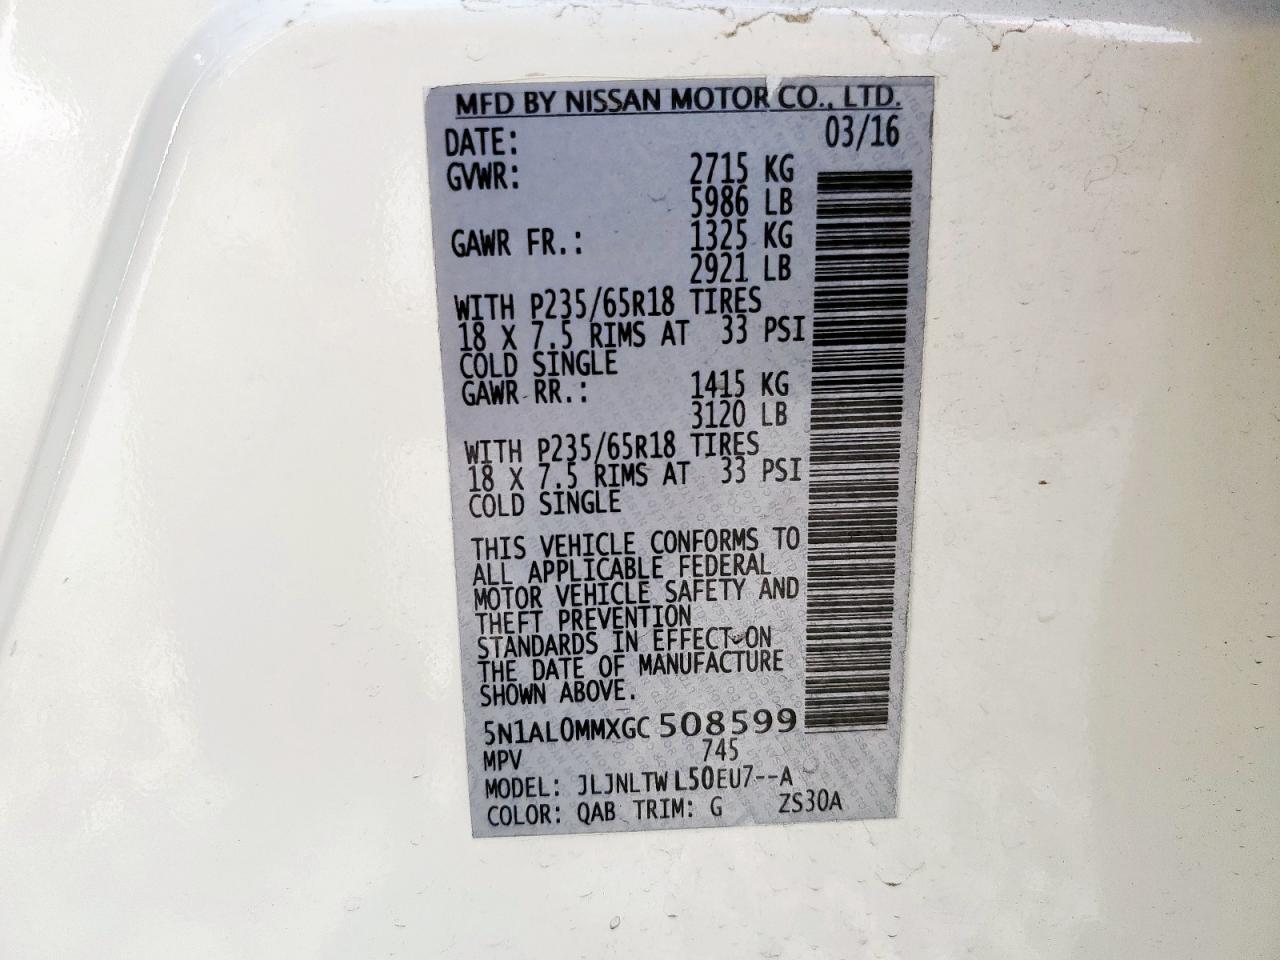 MFD BY NISSAN MOTOR CO., LTD.
DATE: 03/16
GVWR: 2715 KG
5986 LB
GAWR FR.: 1325 KG
2921 LB
WITH P235/65R18 TIRES
18 X 7.5 RIMS AT 33 PSI
COLD SINGLE
GAWR RR.: 1415 KG
3120 LB
WITH P235/65R18 TIRES
18 X 7.5 RIMS AT 33 PSI
COLD SINGLE
THIS VEHICLE CONFORMS TO
ALL APPLICABLE FEDERAL
MOTOR VEHICLE SAFETY AND
THEFT PREVENTION
STANDARDS IN EFFECT ON
THE DATE OF MANUFACTURE
SHOWN ABOVE.
5N1AL0MMXGC508599
MPV 745
MODEL: JLJNLTWL50EU7--A
COLOR: QAB TRIM: G ZS30A